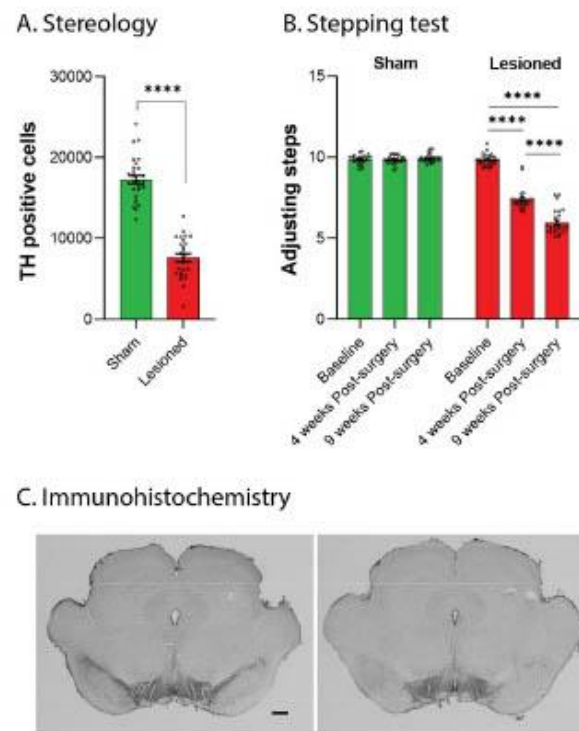 A. Stereology
TH positive cells
30000
20000
10000
0
****
Sham
Lesioned
B. Stepping test
Sham
Lesioned
Adjusting steps
15
10
5
0
****
****
****
Baseline
4 weeks Post-surgery
9 weeks Post-surgery
Baseline
4 weeks Post-surgery
9 weeks Post-surgery
C. Immunohistochemistry